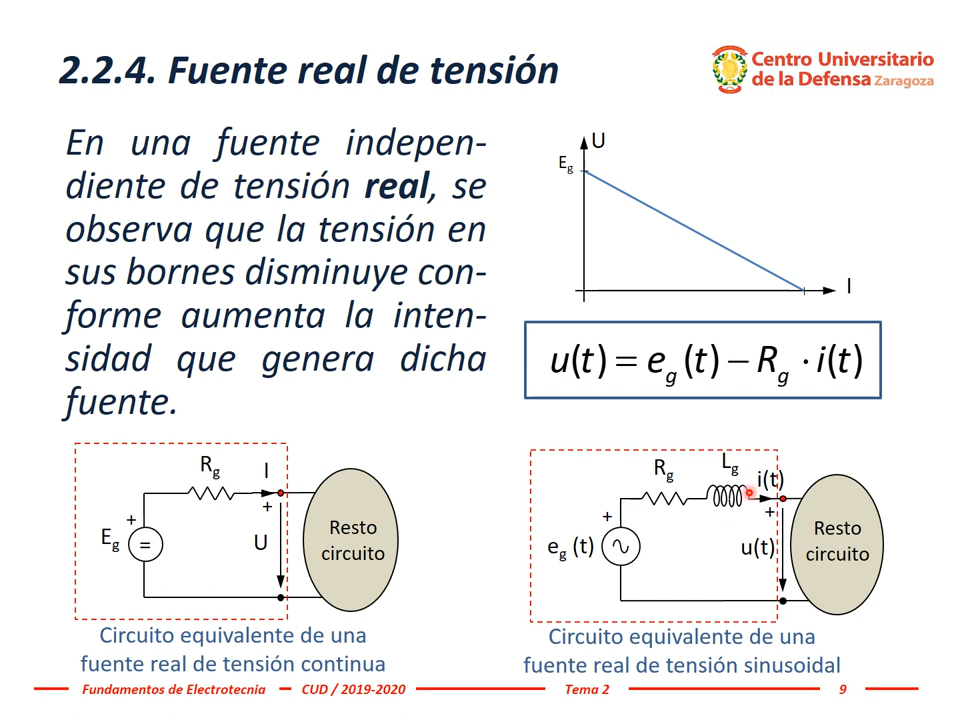 2.2.4. Fuente real de tensión
Centro Universitario
de la Defensa Zaragoza
En una fuente indepen-
diente de tensión real, se
observa que la tensión en
sus bornes disminuye con-
forme aumenta la inten-
sidad que genera dicha
fuente.
U
Eg
I
u(t) = eg (t) − Rg · i(t)
Rg
I
+
+
Eg
=
U
Resto
circuito
Circuito equivalente de una
fuente real de tensión continua
Rg
Lg
i(t)
+
+
eg (t)
u(t)
Resto
circuito
Circuito equivalente de una
fuente real de tensión sinusoidal
Fundamentos de Electrotecnia
CUD / 2019-2020
Tema 2
9